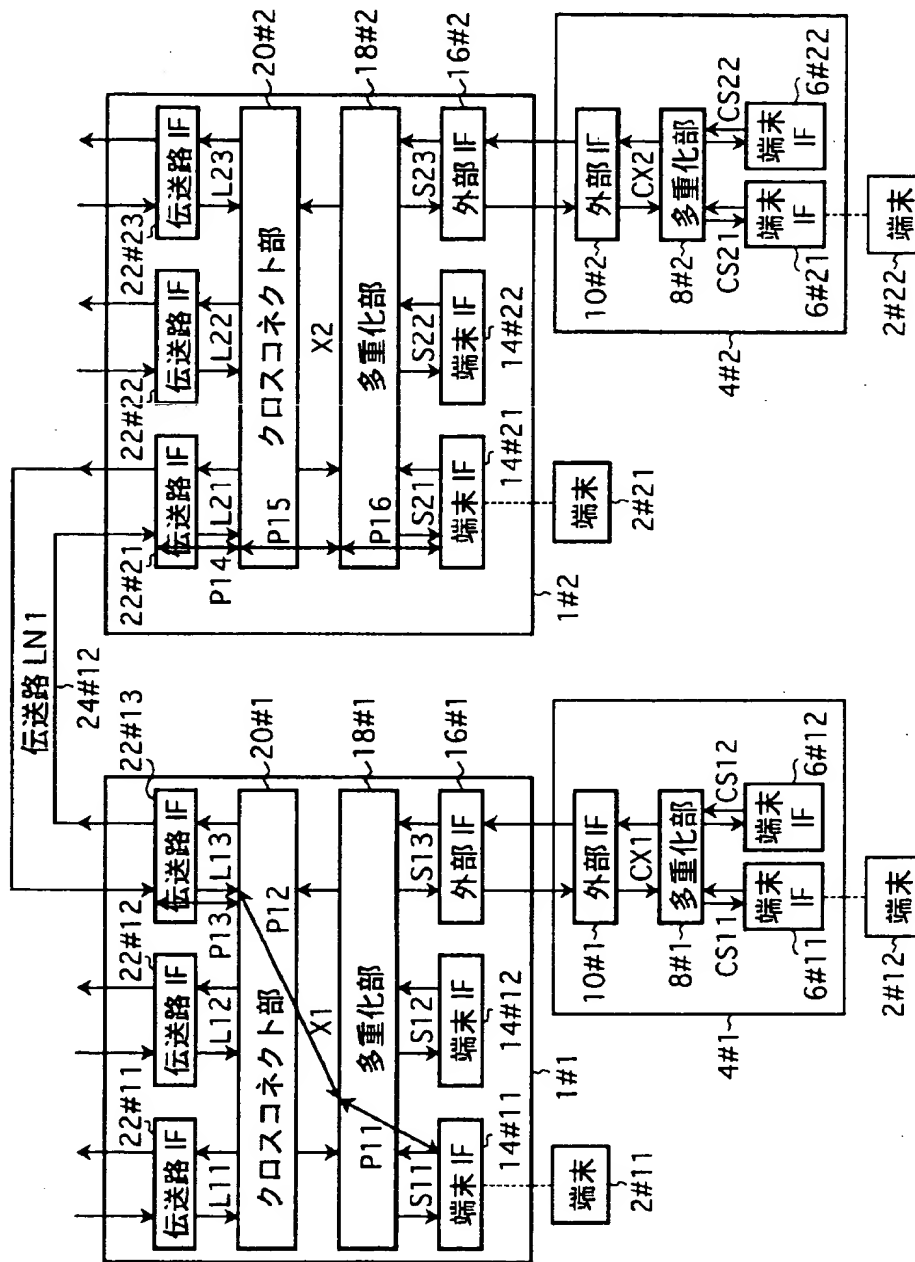 伝送路 LN 1
24#12
22#11
22#12
22#13
伝送路 IF
伝送路 IF
伝送路 IF
L11
L12
P13
L13
20#1
クロスコネクト部
P12
X1
18#1
P11
多重化部
S11
S12
S13
16#1
端末 IF
端末 IF
外部 IF
14#11
14#12
1#1
端末
2#11
10#1
外部 IF
CX1
8#1
多重化部
CS11
CS12
端末
IF
端末
IF
6#11
6#12
4#1
端末
2#12
22#21
22#22
22#23
伝送路 IF
伝送路 IF
伝送路 IF
P14
L21
L22
L23
20#2
P15
クロスコネクト部
X2
18#2
P16
多重化部
S21
S22
S23
16#2
端末 IF
端末 IF
外部 IF
14#21
14#22
1#2
端末
2#21
10#2
外部 IF
CX2
8#2
多重化部
CS21
CS22
端末
IF
端末
IF
6#21
6#22
4#2
端末
2#22